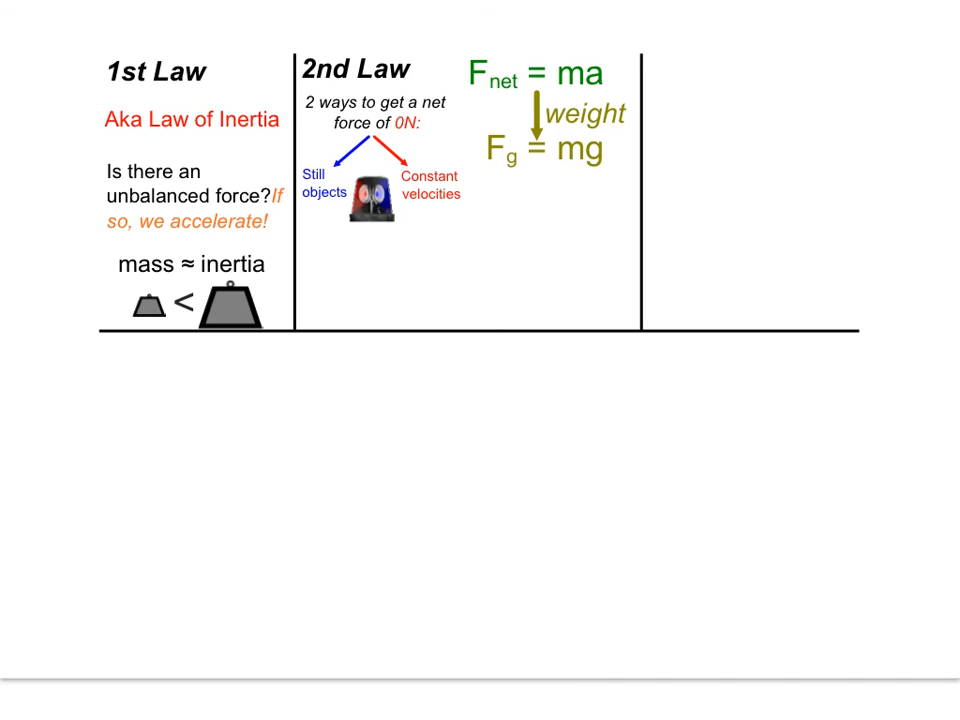 1st Law
Aka Law of Inertia
Is there an
unbalanced force?If
so, we accelerate!
mass ≈ inertia
<
2nd Law
2 ways to get a net
force of 0N:
Still
objects
Constant
velocities
Fnet = ma
weight
Fg = mg